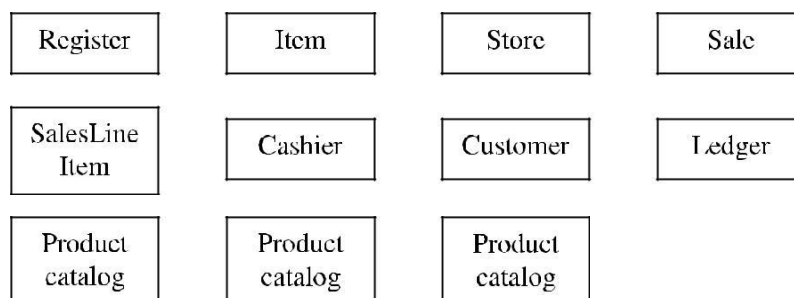 Register Item Store Sale
SalesLine
Item
Cashier Customer Ledger
Product
catalog
Product
catalog
Product
catalog